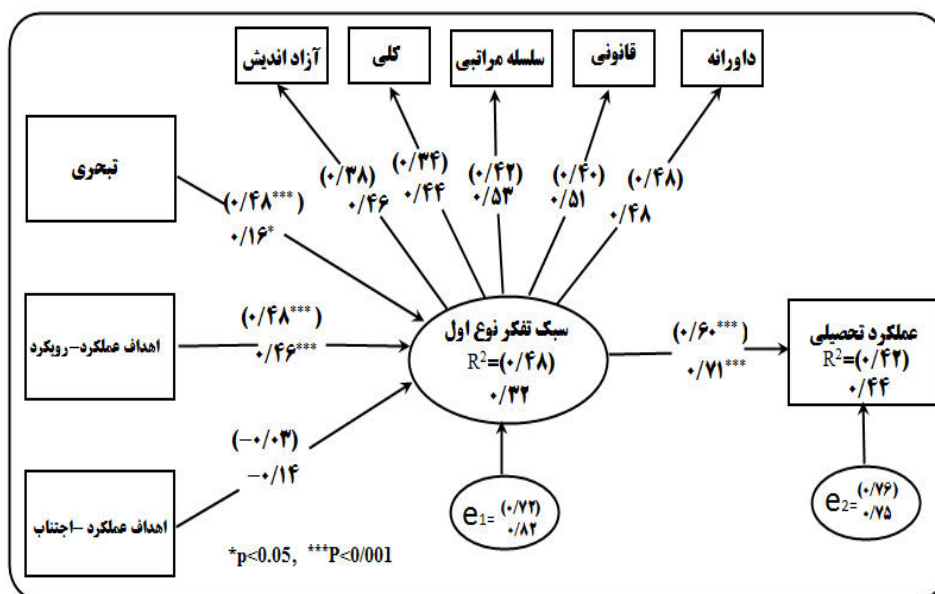 آزاد اندیش
کلی
سلسله مراتبی
قانونی
داورانه
(۰/۳۸)
۰/۴۶
(۰/۳۴)
۰/۴۴
(۰/۴۲)
۰/۵۳
(۰/۴۰)
۰/۵۱
(۰/۴۸)
۰/۴۸
تبحری
(۰/۴۸***)
۰/۱۶*
اهداف عملکرد–رویکرد
(۰/۴۸***)
۰/۴۶***
اهداف عملکرد –اجتناب
(–۰/۰۳)
–۰/۱۴
سبک تفکر نوع اول
R²=(۰/۴۸)
۰/۳۲
(۰/۶۰***)
۰/۷۱***
عملکرد تحصیلی
R²=(۰/۴۲)
۰/۴۴
e1= (۰/۷۲)
۰/۸۲
e2= (۰/۷۶)
۰/۷۵
*p<0.05, ***P<0/001